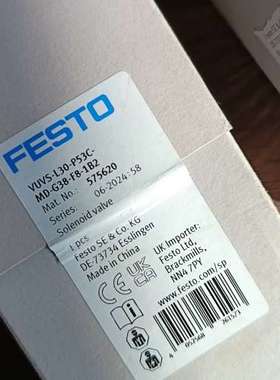 FESTO
VUVS-L30-P53C-
MD-G38-F8-1B2
Mat. No.: 575620
Series: 06-2024-58
Solenoid valve
1 pcs
Festo SE & Co. KG
DE-73734 Esslingen
Made in China
UK Importer:
Festo Ltd,
Brackmills,
NN4 7PY
CE UKCA
www.festo.com/sp